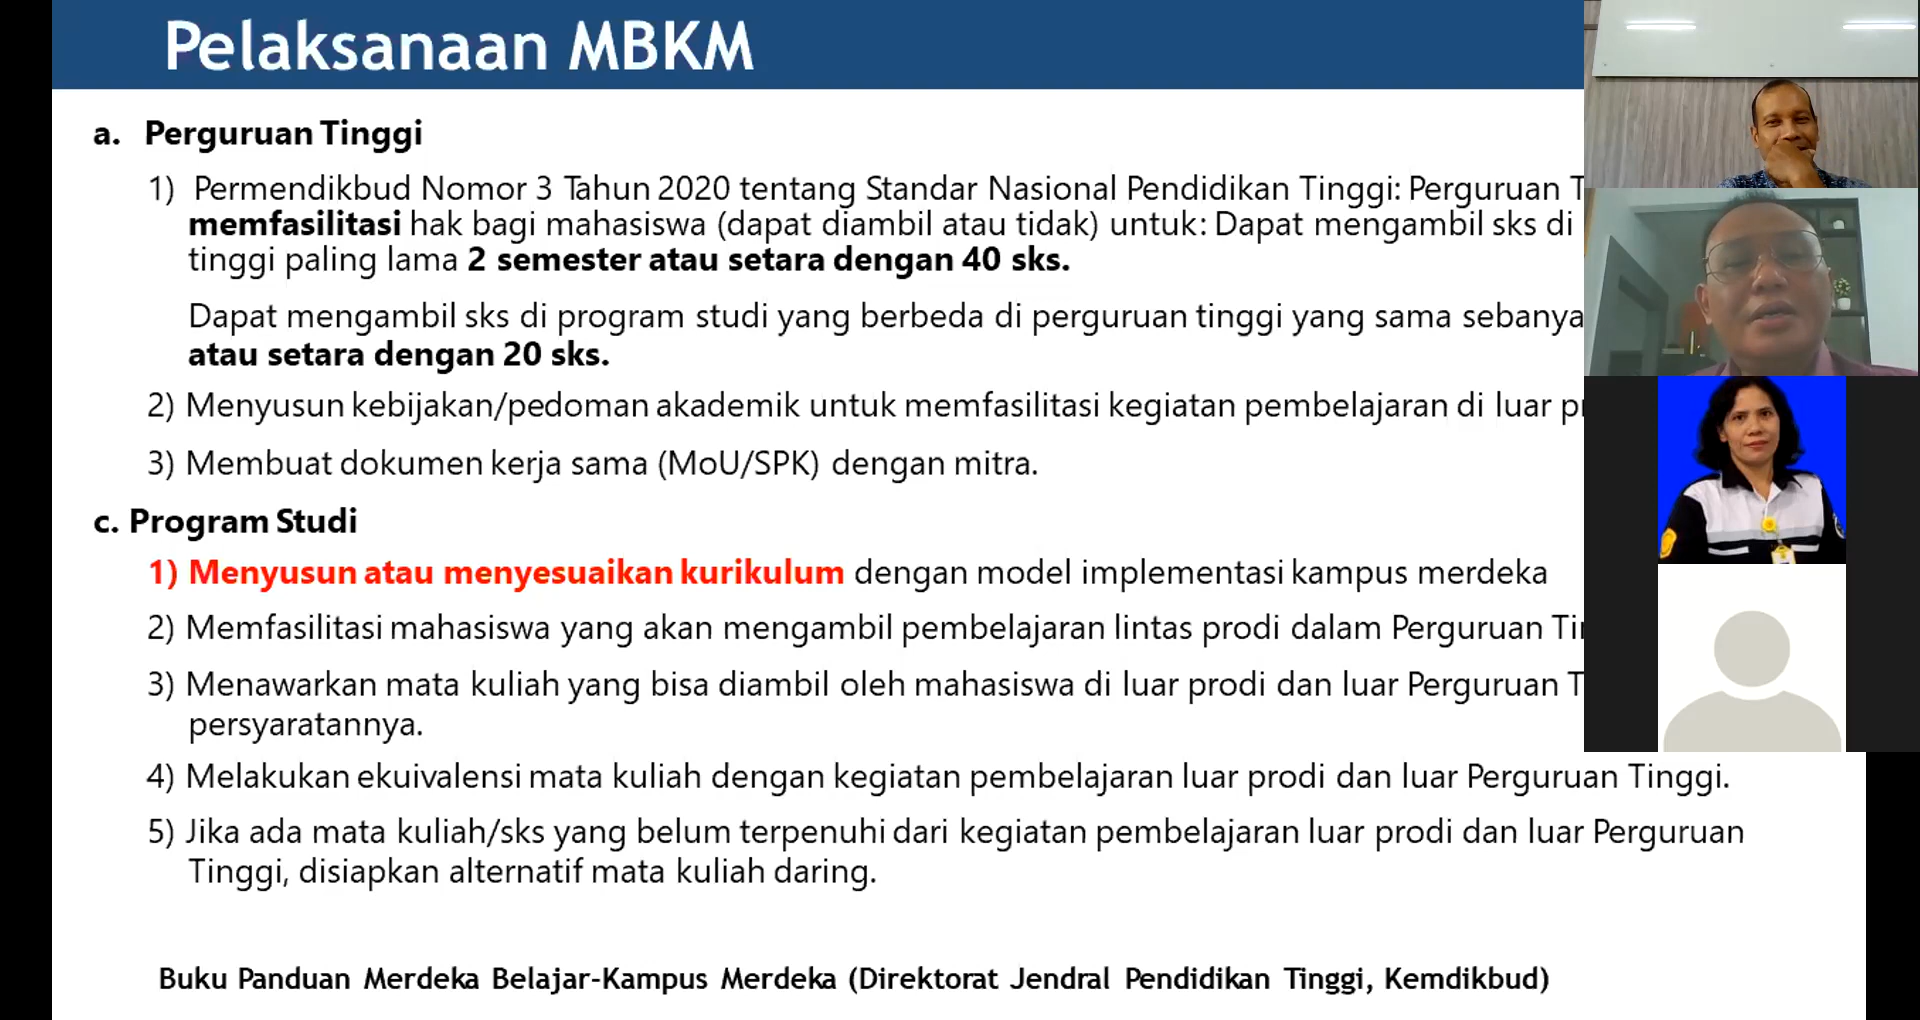 Pelaksanaan MBKM
a. Perguruan Tinggi
1) Permendikbud Nomor 3 Tahun 2020 tentang Standar Nasional Pendidikan Tinggi: Perguruan
memfasilitasi hak bagi mahasiswa (dapat diambil atau tidak) untuk: Dapat mengambil sks di
tinggi paling lama 2 semester atau setara dengan 40 sks.
Dapat mengambil sks di program studi yang berbeda di perguruan tinggi yang sama
atau setara dengan 20 sks.
2) Menyusun kebijakan/pedoman akademik untuk memfasilitasi kegiatan pembelajaran di luar
3) Membuat dokumen kerja sama (MoU/SPK) dengan mitra.
c. Program Studi
1) Menyusun atau menyesuaikan kurikulum dengan model implementasi kampus merdeka
2) Memfasilitasi mahasiswa yang akan mengambil pembelajaran lintas prodi dalam Perguruan
3) Menawarkan mata kuliah yang bisa diambil oleh mahasiswa di luar prodi dan luar Perguruan
persyaratannya.
4) Melakukan ekuivalensi mata kuliah dengan kegiatan pembelajaran luar prodi dan luar Perguruan Tinggi.
5) Jika ada mata kuliah/sks yang belum terpenuhi dari kegiatan pembelajaran luar prodi dan luar Perguruan
Tinggi, disiapkan alternatif mata kuliah daring.
Buku Panduan Merdeka Belajar-Kampus Merdeka (Direktorat Jendral Pendidikan Tinggi, Kemdikbud)